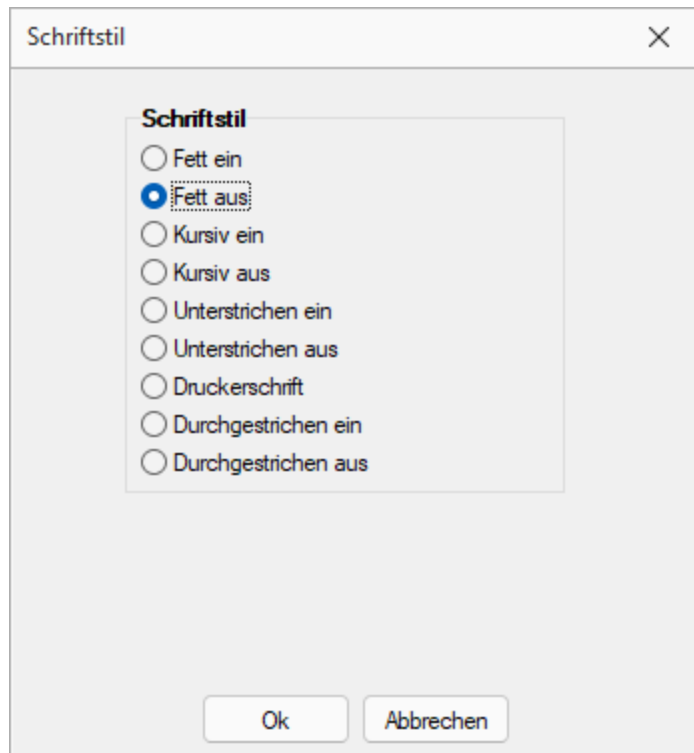 Schriftstil
Schriftstil
Fett ein
Fett aus
Kursiv ein
Kursiv aus
Unterstrichen ein
Unterstrichen aus
Druckerschrift
Durchgestrichen ein
Durchgestrichen aus
Ok Abbrechen